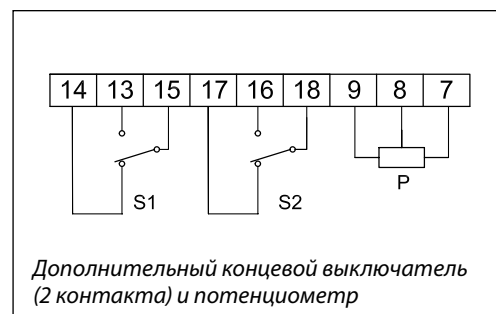 14 13 15 17 16 18 9 8 7
S1 S2 P
Дополнительный концевой выключатель
(2 контакта) и потенциометр